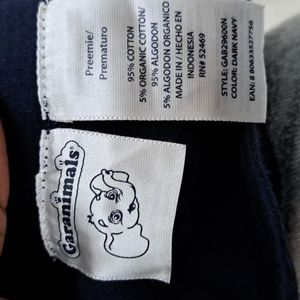 Preemie/
Prematuro
95% COTTON
5% ORGANIC COTTON/
95% ALGODON
5% ALGODON ORGANICO
MADE IN / HECHO EN
INDONESIA
RN# 52469
STYLE: GAR29600N
COLOR: DARK NAVY
Garanimals